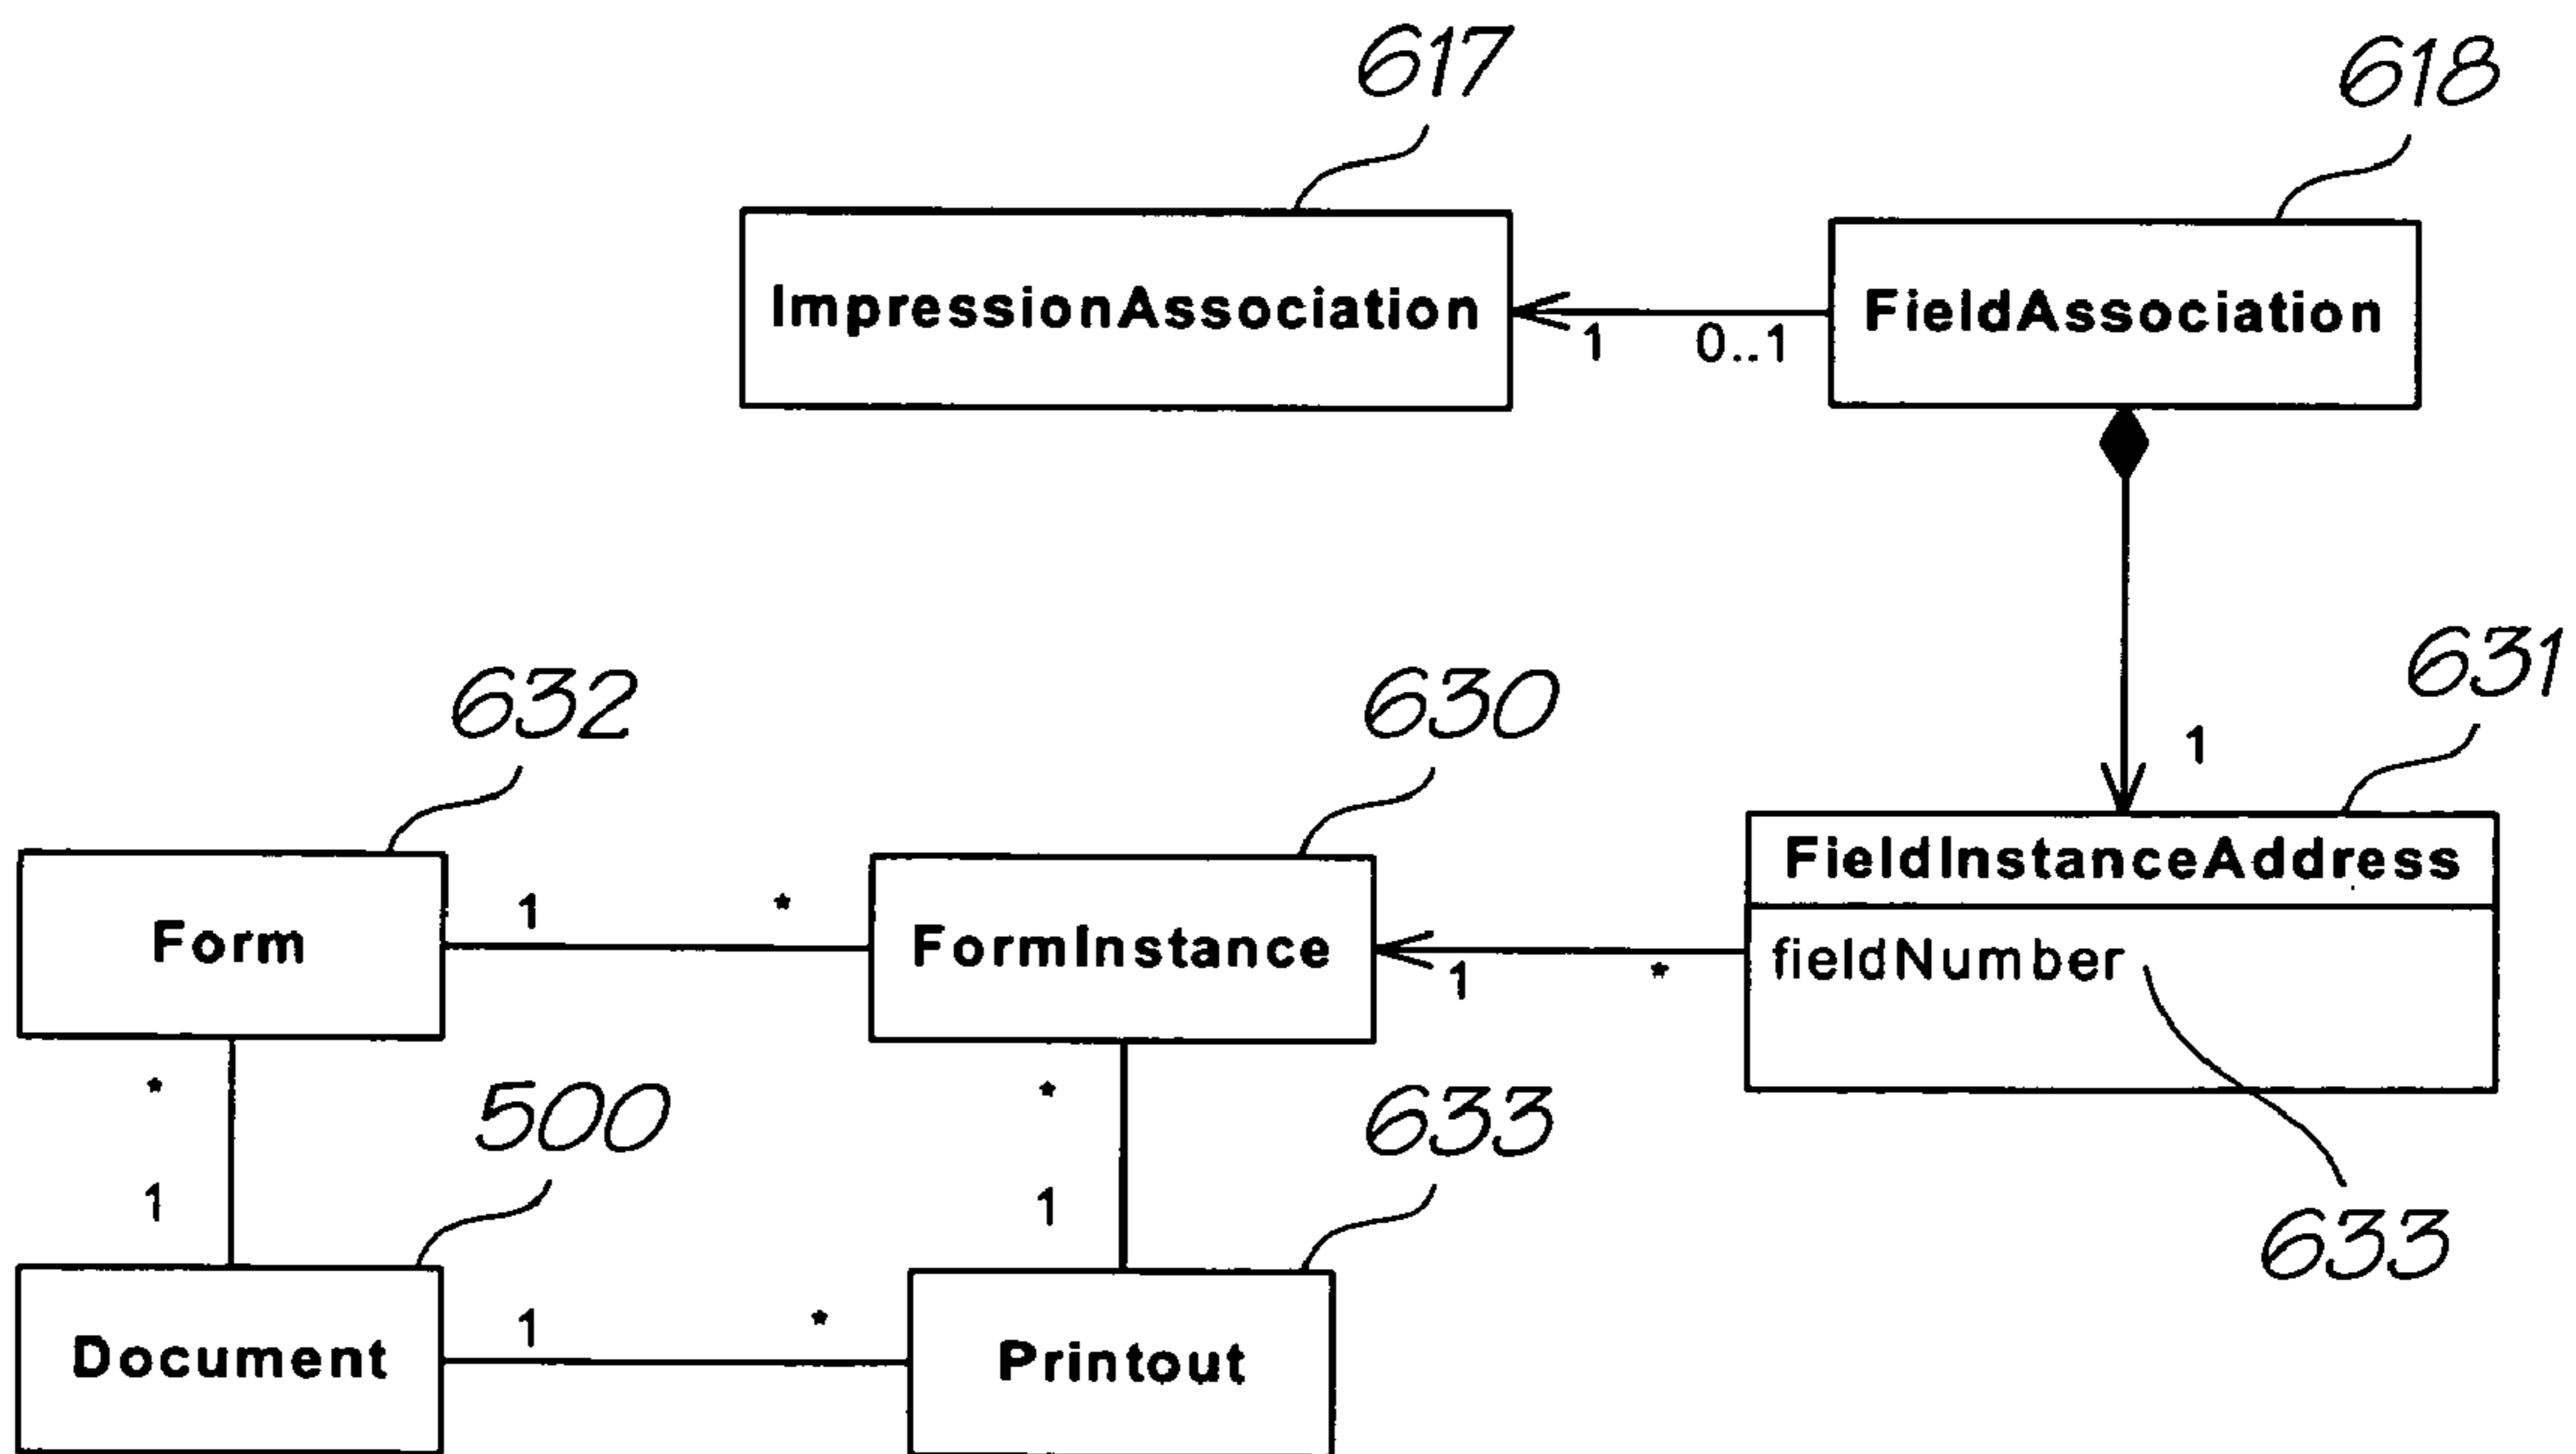 617
618
ImpressionAssociation
FieldAssociation
1
0..1
631
1
632
630
FieldInstanceAddress
Form
1
*
FormInstance
1
*
fieldNumber
*
1
500
*
1
633
633
Document
1
*
Printout